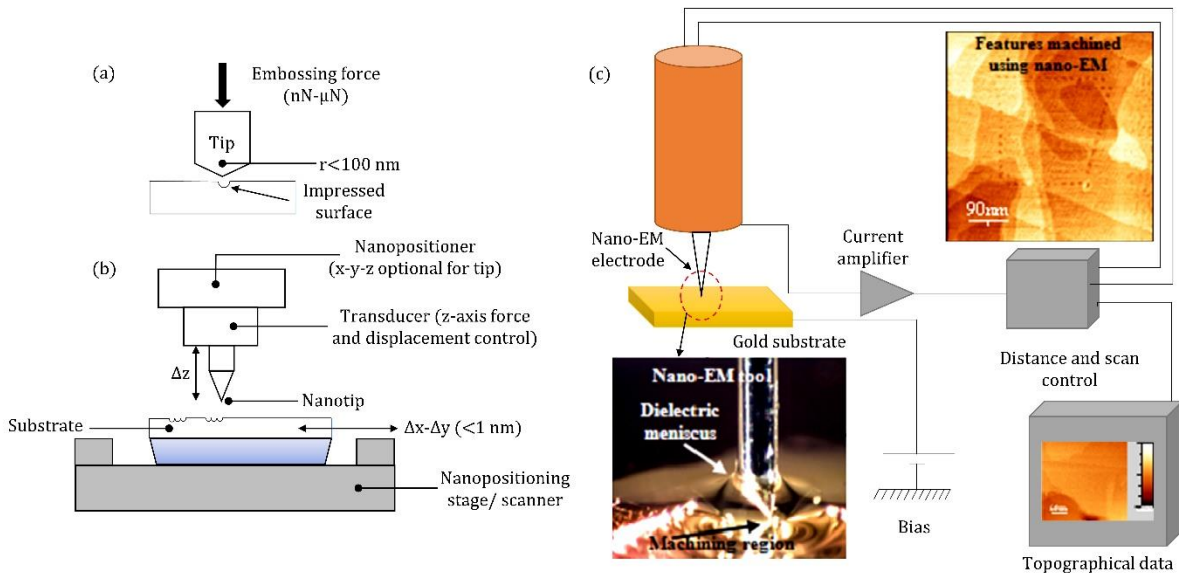 (a)
Embossing force
(nN-μN)
Tip
r<100 nm
Impressed
surface
(b)
Nanopositioner
(x-y-z optional for tip)
Transducer (z-axis force
and displacement control)
Δz
Nanotip
Substrate
Δx-Δy (<1 nm)
Nanopositioning
stage/ scanner
(c)
Features machined
using nano-EM
90nm
Nano-EM
electrode
Current
amplifier
Gold substrate
Distance and scan
control
Nano-EM tool
Dielectric
meniscus
Machining region
Bias
Topographical data